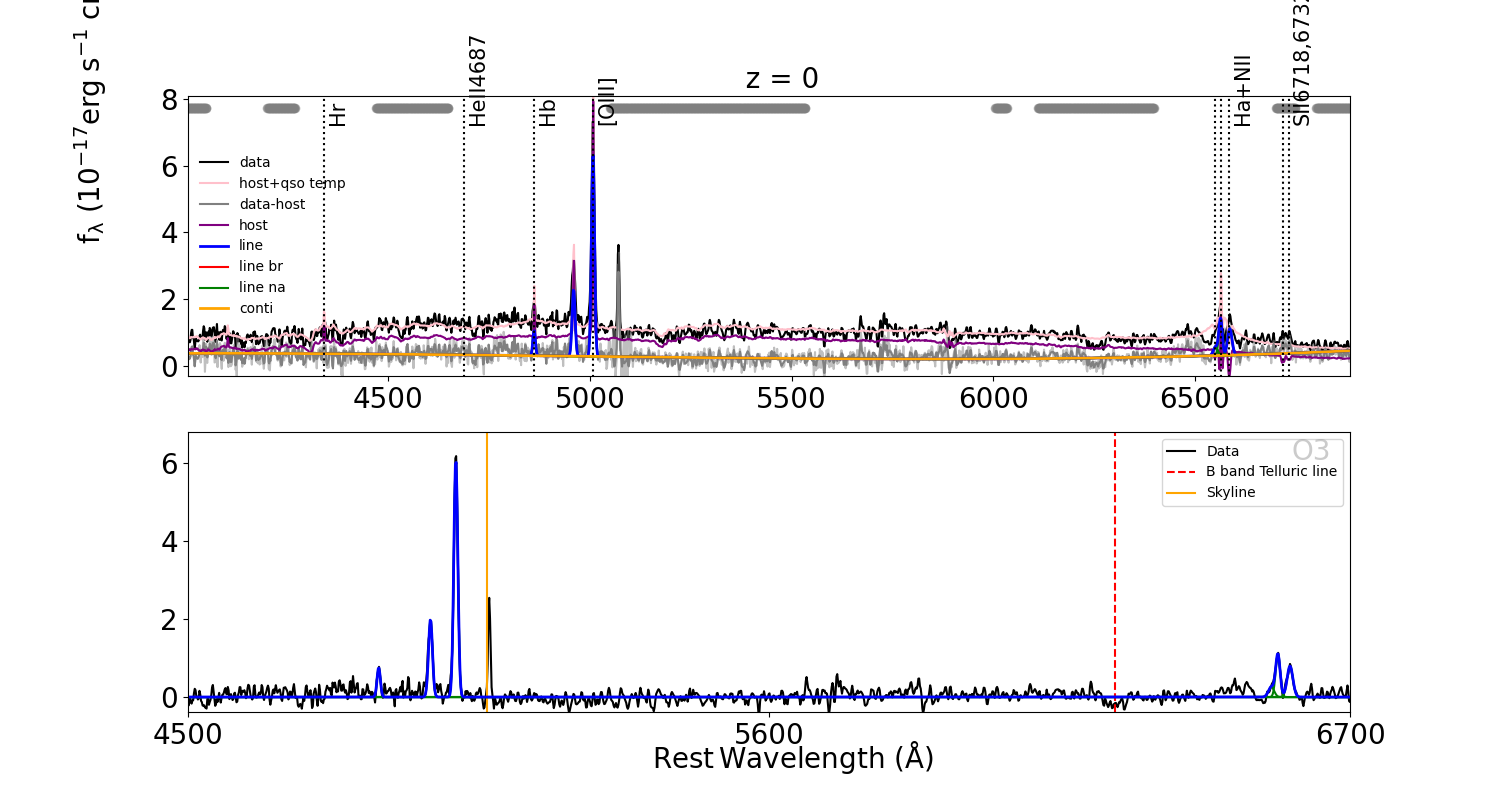 z = 0
f_λ (10^−17 erg s^−1 c
Hr
HeII4687
Hb
[OIII]
Ha+NII
SII6718,673
8
6
4
2
0
data
host+qso temp
data-host
host
line
line br
line na
conti
4500
5000
5500
6000
6500
O3
Data
B band Telluric line
Skyline
6
4
2
0
4500
5600
6700
Rest Wavelength (Å)